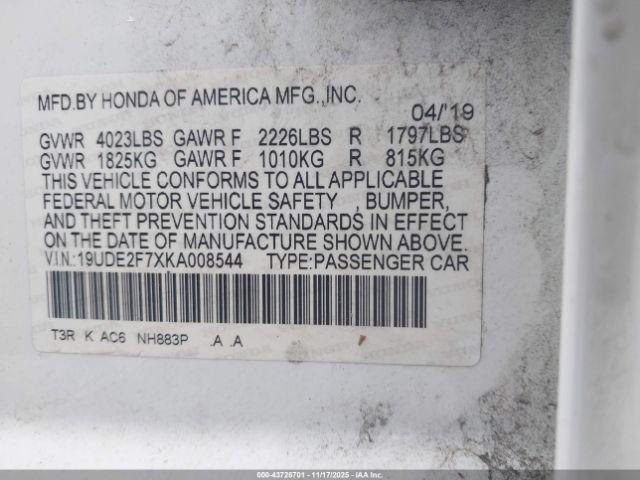 MFD.BY HONDA OF AMERICA MFG.,INC.
04/'19
GVWR 4023LBS GAWR F 2226LBS R 1797LBS
GVWR 1825KG GAWR F 1010KG R 815KG
THIS VEHICLE CONFORMS TO ALL APPLICABLE
FEDERAL MOTOR VEHICLE SAFETY , BUMPER,
AND THEFT PREVENTION STANDARDS IN EFFECT
ON THE DATE OF MANUFACTURE SHOWN ABOVE.
V.I.N.:19UDE2F7XKA008544 TYPE:PASSENGER CAR
T3R K AC6 NH883P .A .A
000-43726701 | 11/17/2025 — IAA